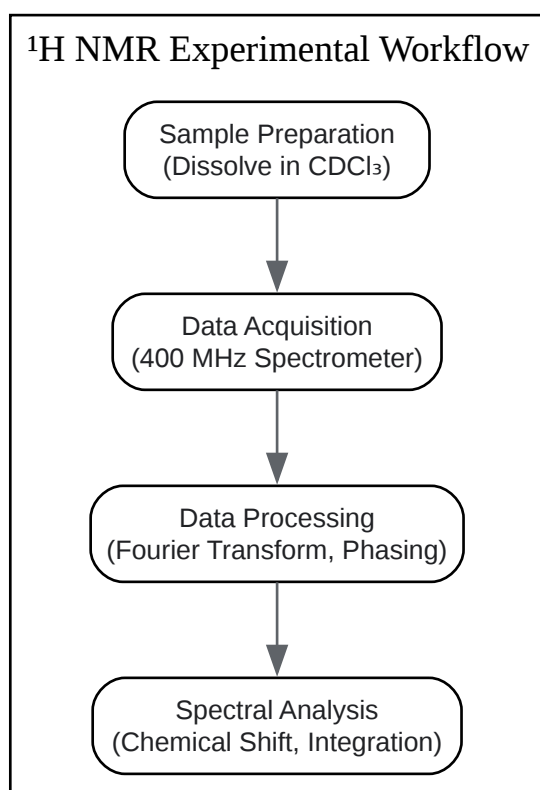 ¹H NMR Experimental Workflow
Sample Preparation
(Dissolve in CDCl₃)
Data Acquisition
(400 MHz Spectrometer)
Data Processing
(Fourier Transform, Phasing)
Spectral Analysis
(Chemical Shift, Integration)